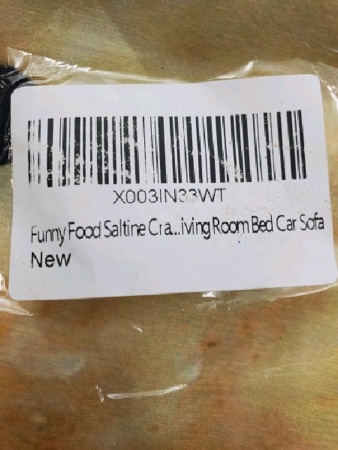 X003IN33WT
Funny Food Saltine Cra...iving Room Bed Car Sofa
New